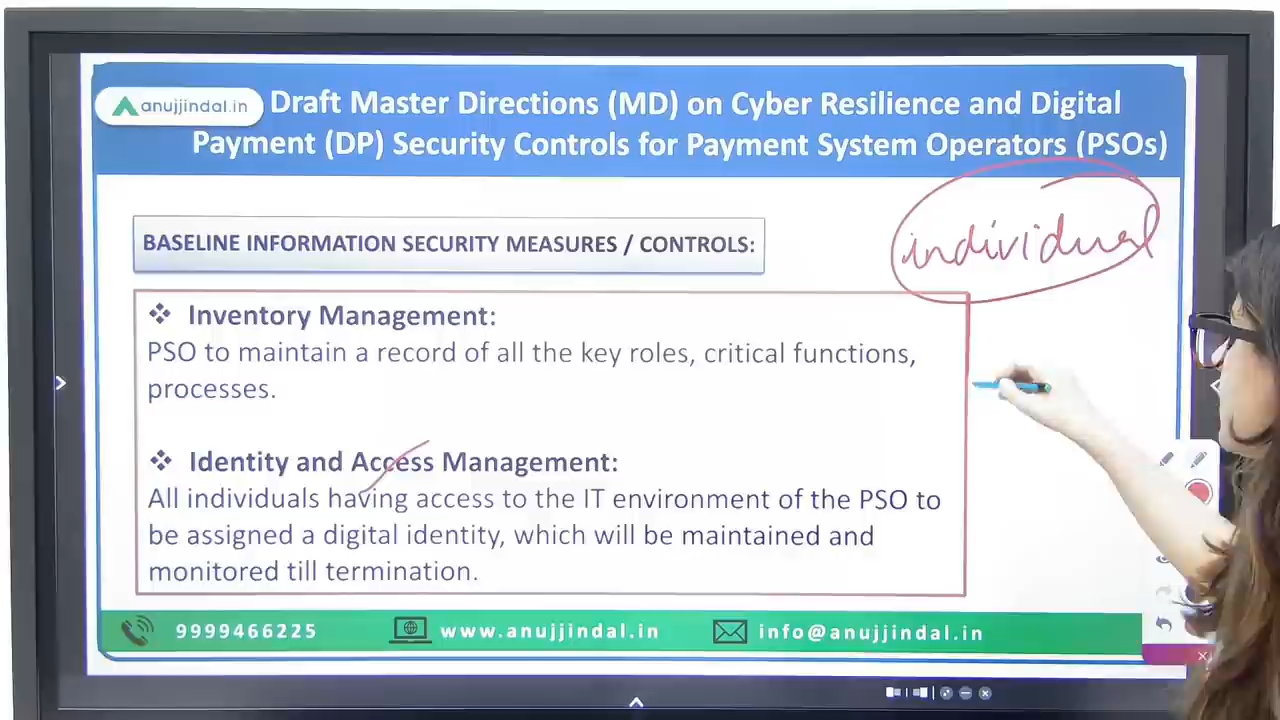 anujjindal.in
Draft Master Directions (MD) on Cyber Resilience and Digital
Payment (DP) Security Controls for Payment System Operators (PSOs)
individual
BASELINE INFORMATION SECURITY MEASURES / CONTROLS:
❖ Inventory Management:
PSO to maintain a record of all the key roles, critical functions,
processes.
❖ Identity and Access Management:
All individuals having access to the IT environment of the PSO to
be assigned a digital identity, which will be maintained and
monitored till termination.
9999466225 www.anujjindal.in info@anujjindal.in